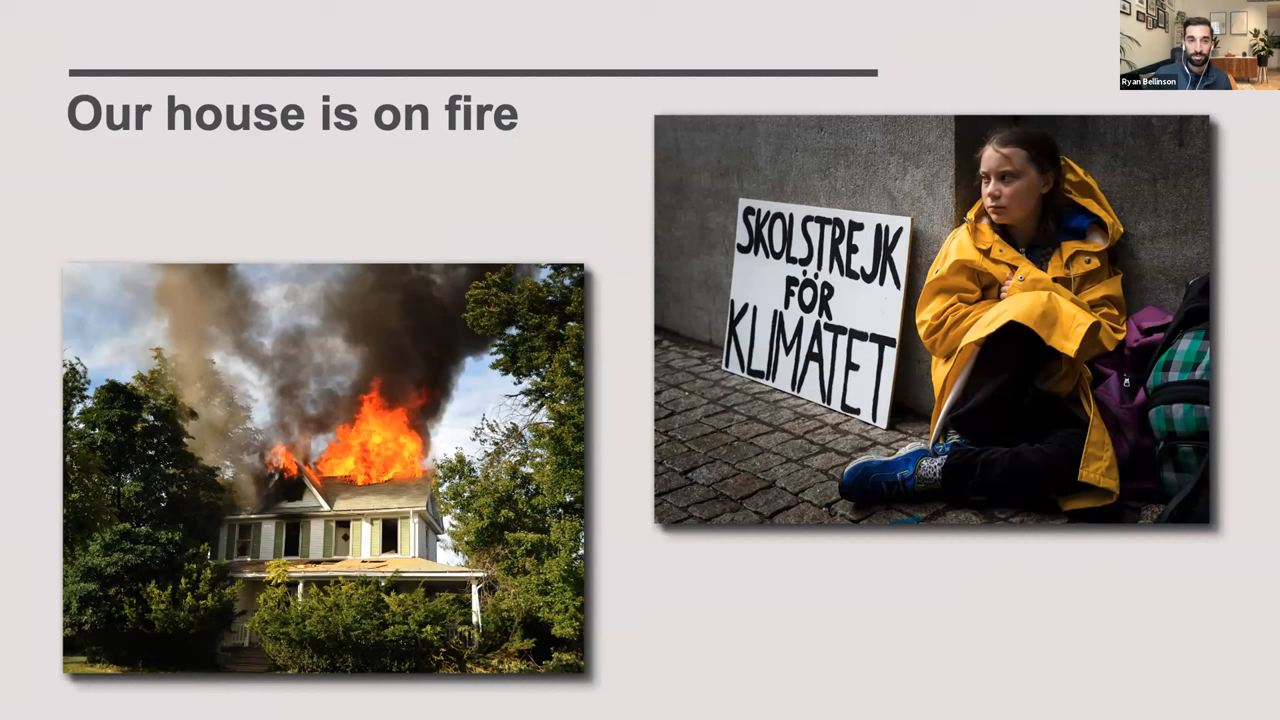 Our house is on fire
SKOLSTREJK
FÖR
KLIMATET
Ryan Bellinson